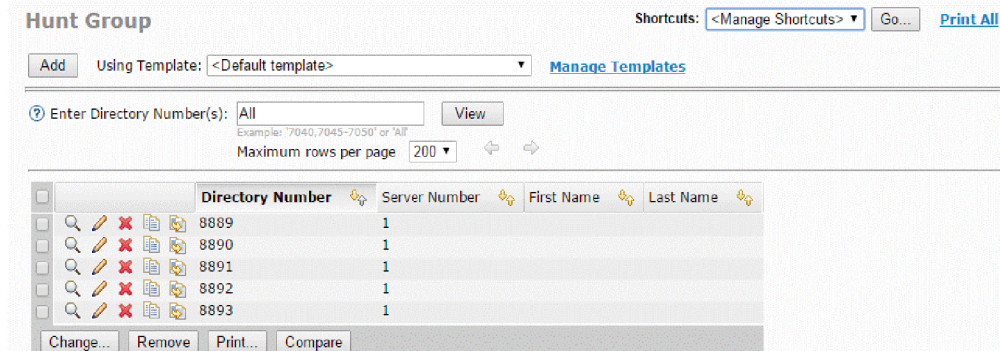 Hunt Group
Shortcuts: <Manage Shortcuts> Go... Print All
Add Using Template: <Default template> Manage Templates
? Enter Directory Number(s): All View
Example: '7040,7045-7050' or 'All'
Maximum rows per page 200
Directory Number Server Number First Name Last Name
8889 1
8890 1
8891 1
8892 1
8893 1
Change... Remove Print... Compare